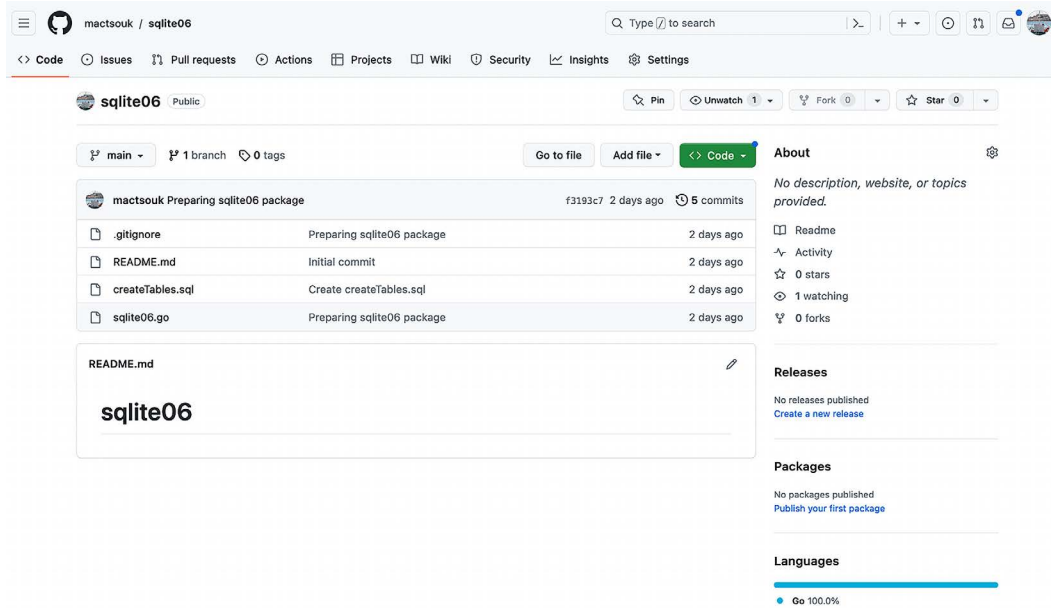 mactsouk / sqlite06
Type / to search
Code Issues Pull requests Actions Projects Wiki Security Insights Settings
sqlite06 Public
Pin Unwatch 1 Fork 0 Star 0
main 1 branch 0 tags Go to file Add file Code
mactsouk Preparing sqlite06 package f3193c7 2 days ago 5 commits
.gitignore Preparing sqlite06 package 2 days ago
README.md Initial commit 2 days ago
createTables.sql Create createTables.sql 2 days ago
sqlite06.go Preparing sqlite06 package 2 days ago
README.md
sqlite06
About
No description, website, or topics
provided.
Readme
Activity
0 stars
1 watching
0 forks
Releases
No releases published
Create a new release
Packages
No packages published
Publish your first package
Languages
Go 100.0%